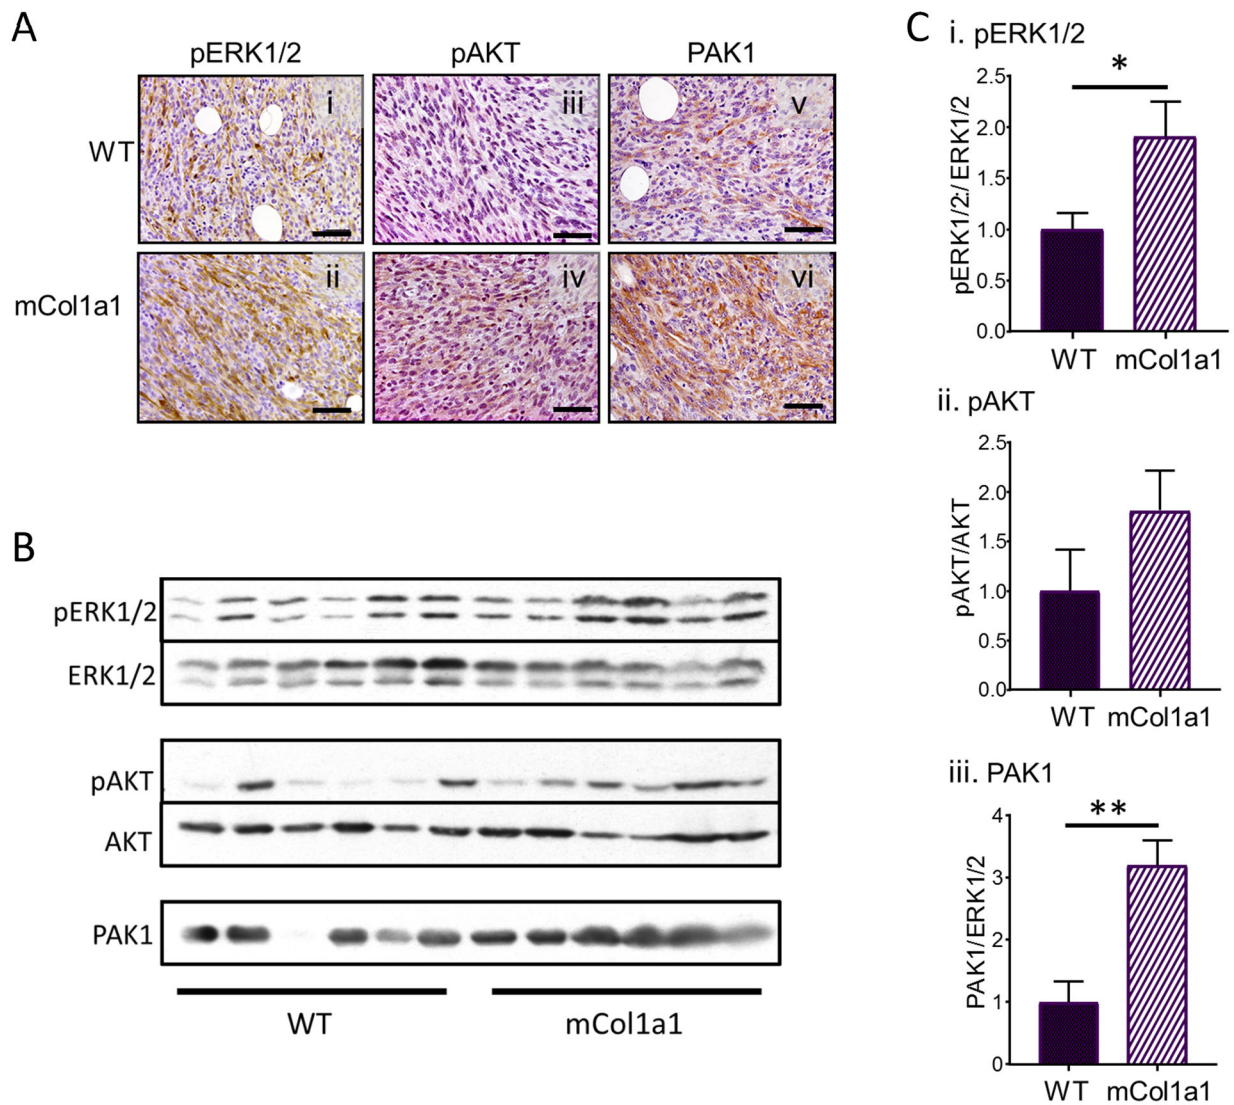 A
pERK1/2 pAKT PAK1
WT i iii v
mCol1a1 ii iv vi
B
pERK1/2
ERK1/2
pAKT
AKT
PAK1
WT mCol1a1
C i. pERK1/2
*
pERK1/2:/ERK1/2
2.5
2.0
1.5
1.0
0.5
0.0
WT mCol1a1
ii. pAKT
pAKT/AKT
2.5
2.0
1.5
1.0
0.5
0.0
WT mCol1a1
iii. PAK1
**
PAK1/ERK1/2
4
3
2
1
0
WT mCol1a1